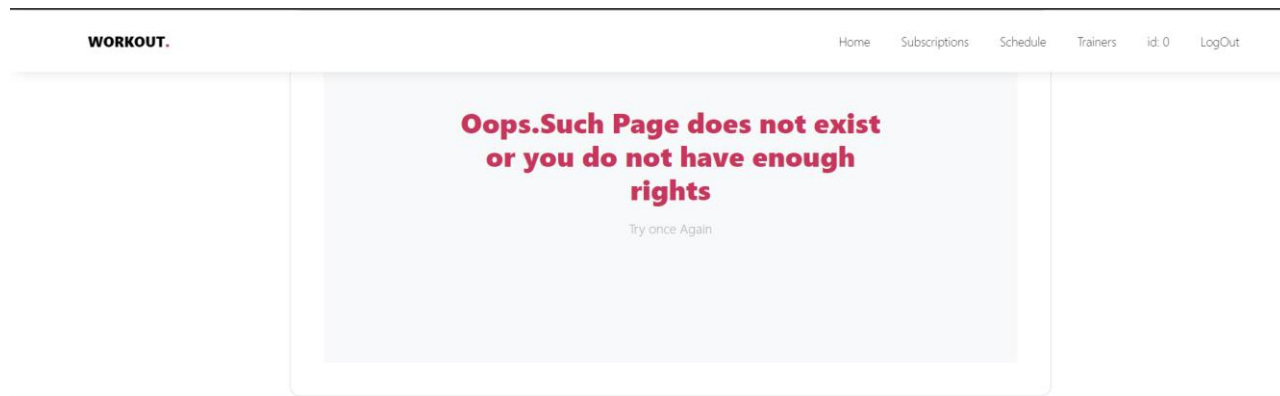 WORKOUT.
Home Subscriptions Schedule Trainers id: 0 LogOut
Oops.Such Page does not exist
or you do not have enough
rights
Try once Again